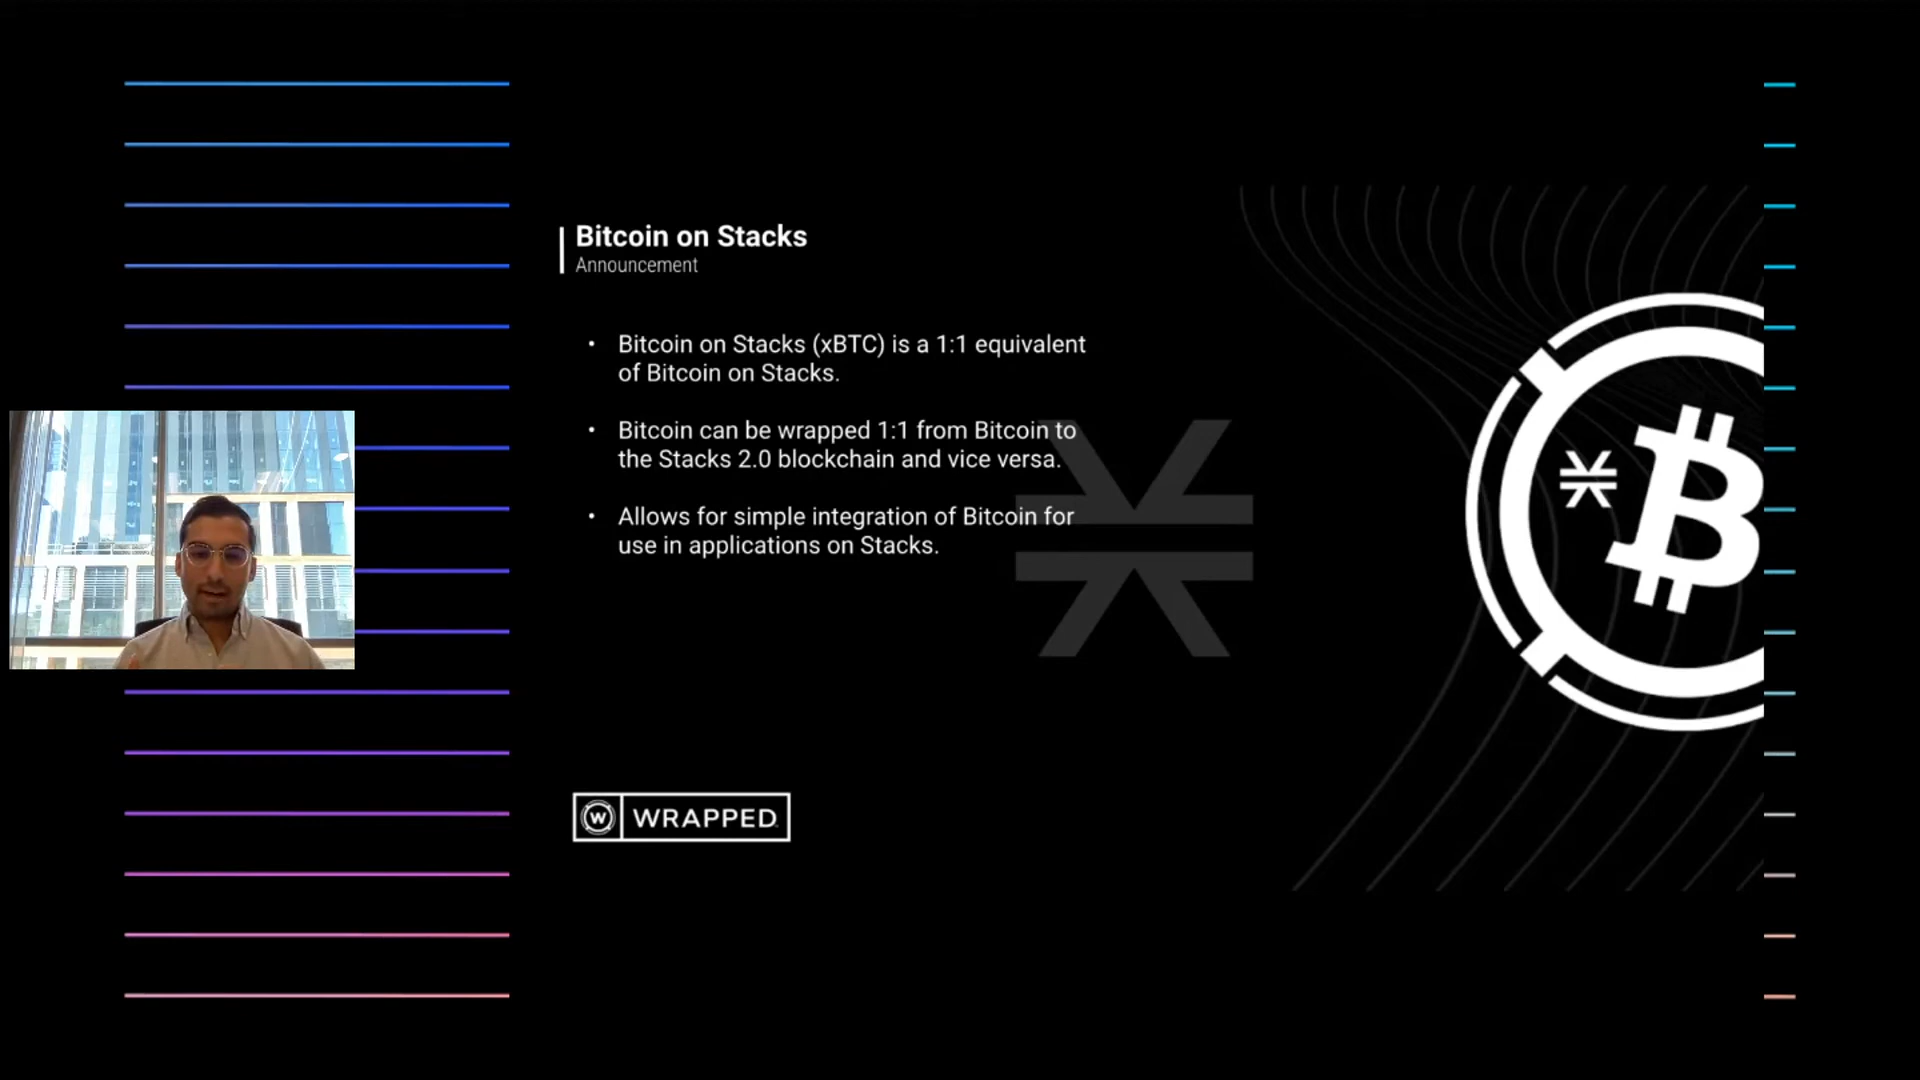 Bitcoin on Stacks
Announcement
• Bitcoin on Stacks (xBTC) is a 1:1 equivalent
of Bitcoin on Stacks.
• Bitcoin can be wrapped 1:1 from Bitcoin to
the Stacks 2.0 blockchain and vice versa.
• Allows for simple integration of Bitcoin for
use in applications on Stacks.
W WRAPPED